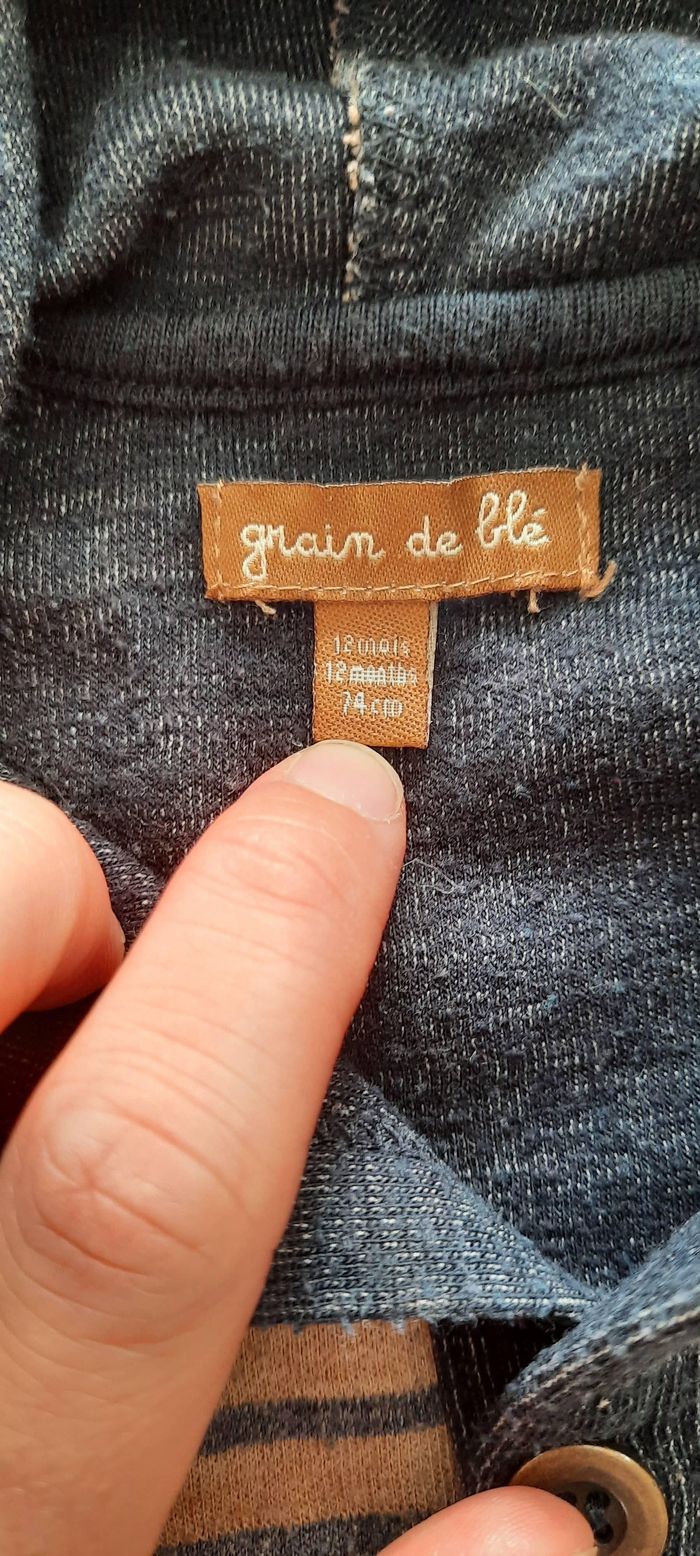 grain de blé
12 mois
12 months
74 cm